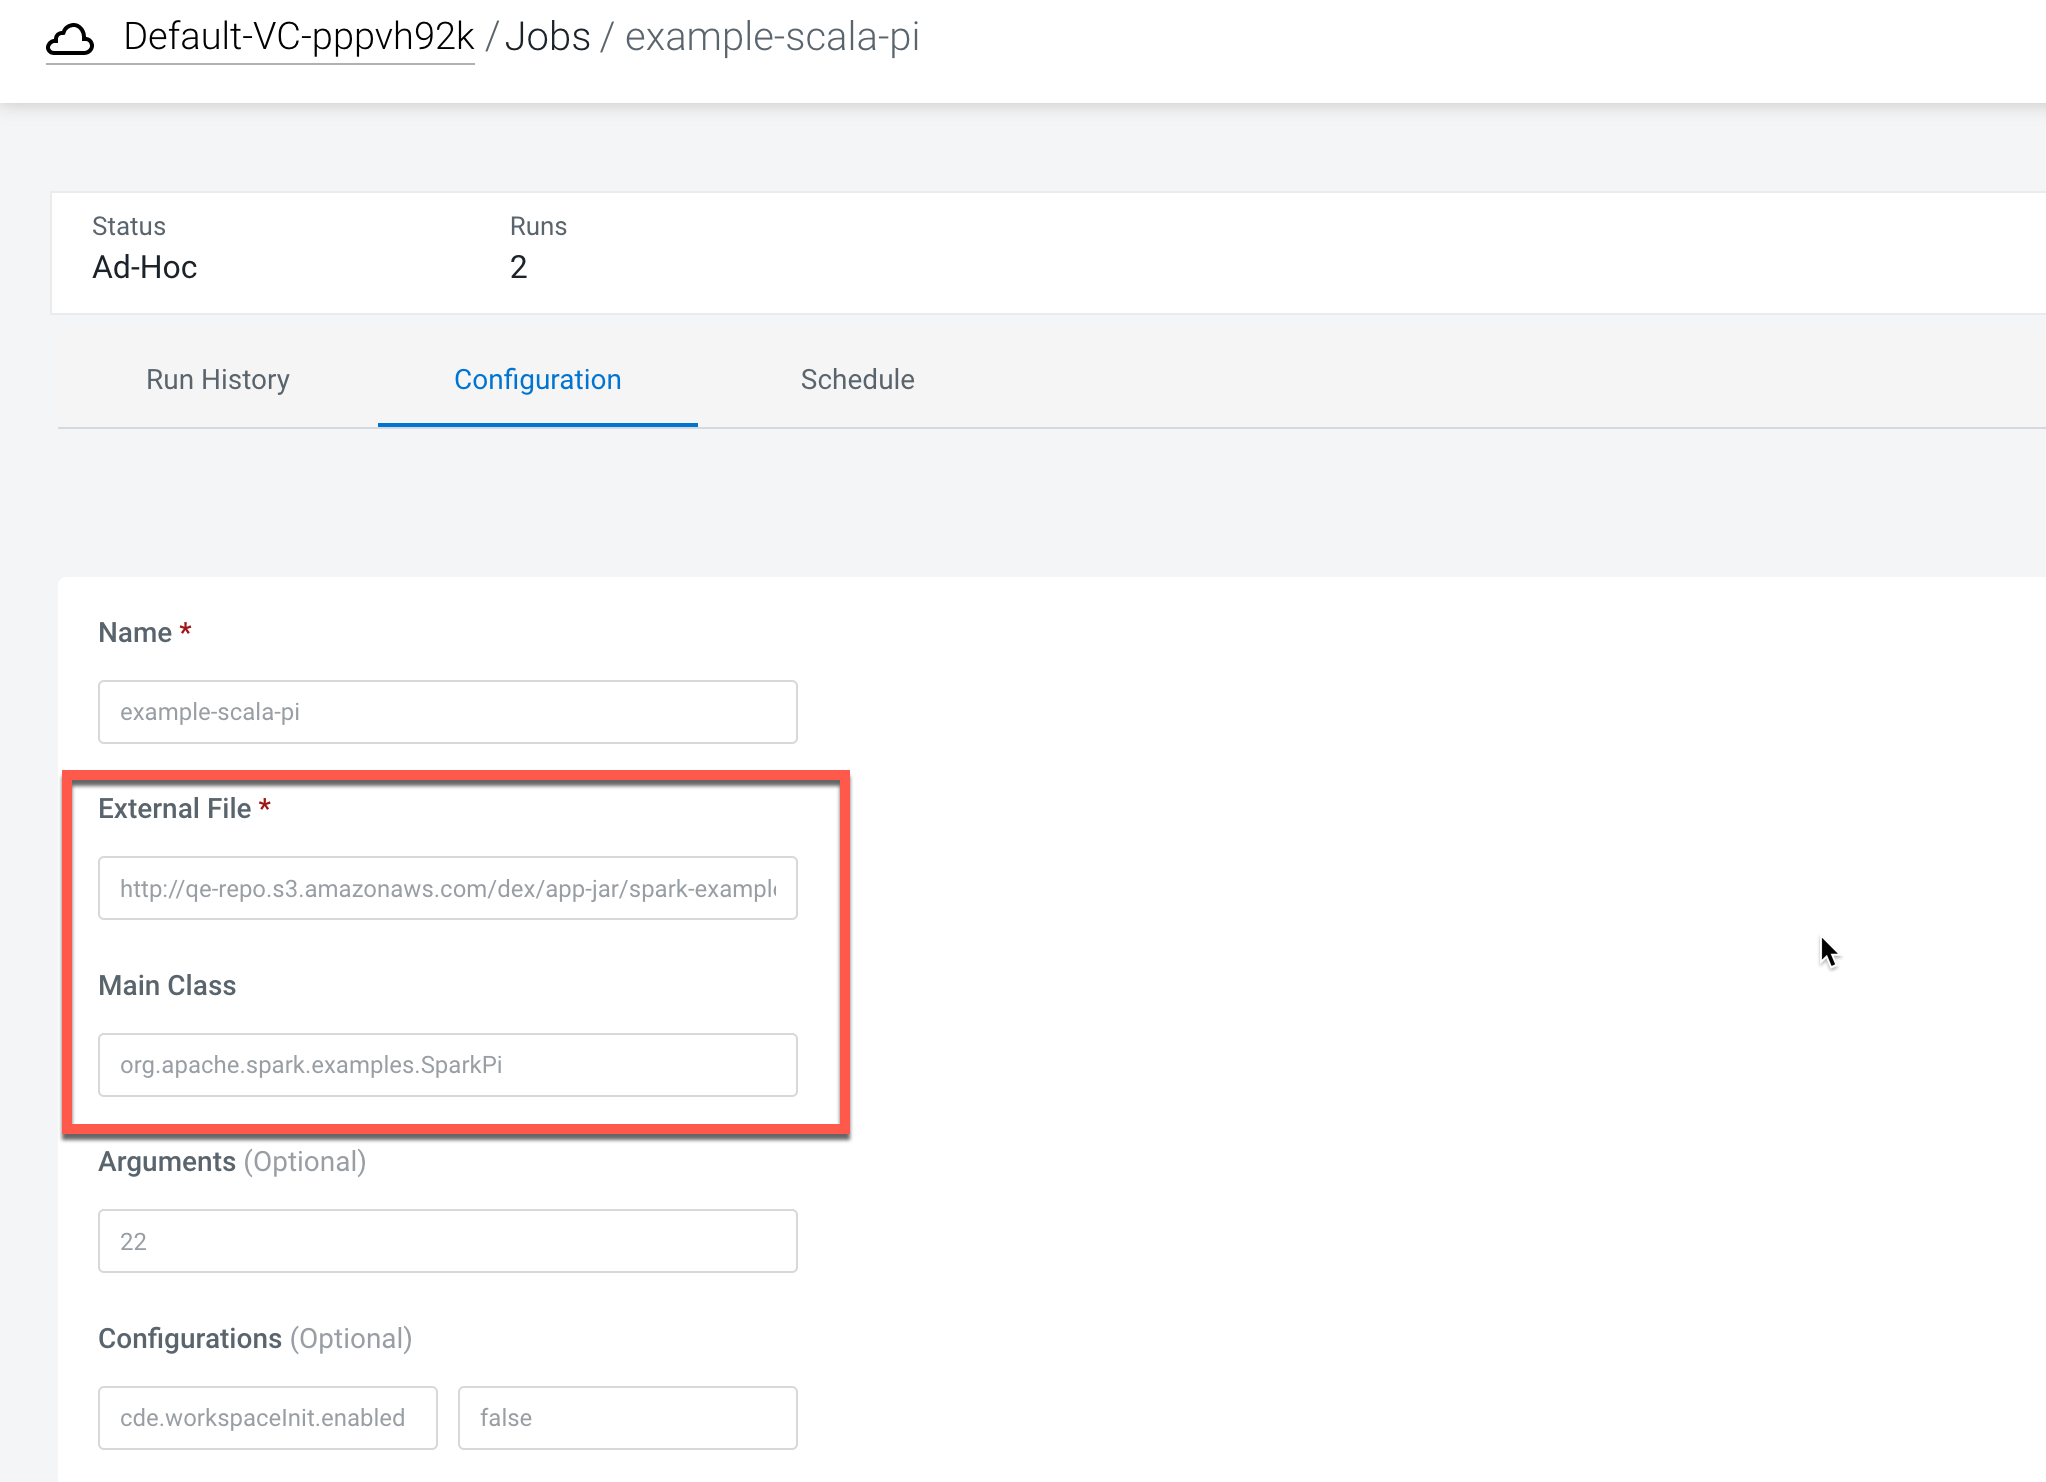 Default-VC-pppvh92k / Jobs / example-scala-pi
Status Runs
Ad-Hoc 2
Run History Configuration Schedule
Name *
example-scala-pi
External File *
http://qe-repo.s3.amazonaws.com/dex/app-jar/spark-example
Main Class
org.apache.spark.examples.SparkPi
Arguments (Optional)
22
Configurations (Optional)
cde.workspaceInit.enabled false